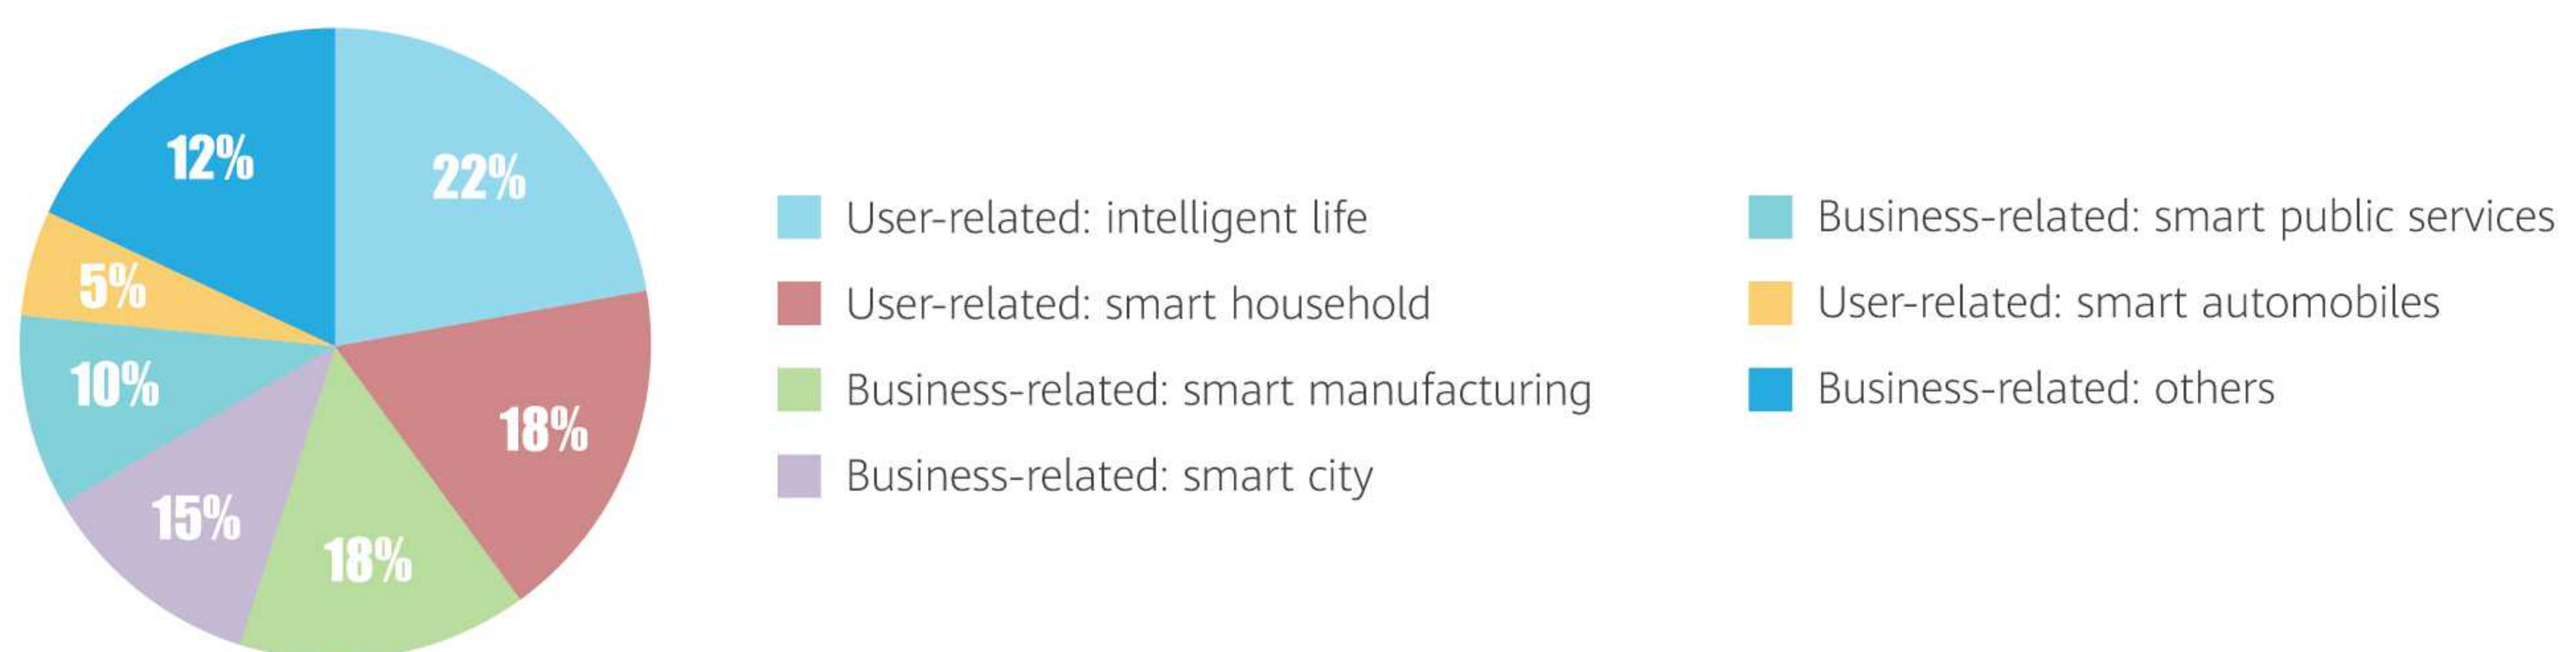 12%
22%
5%
10%
18%
15%
18%
User-related: intelligent life
User-related: smart household
Business-related: smart manufacturing
Business-related: smart city
Business-related: smart public services
User-related: smart automobiles
Business-related: others